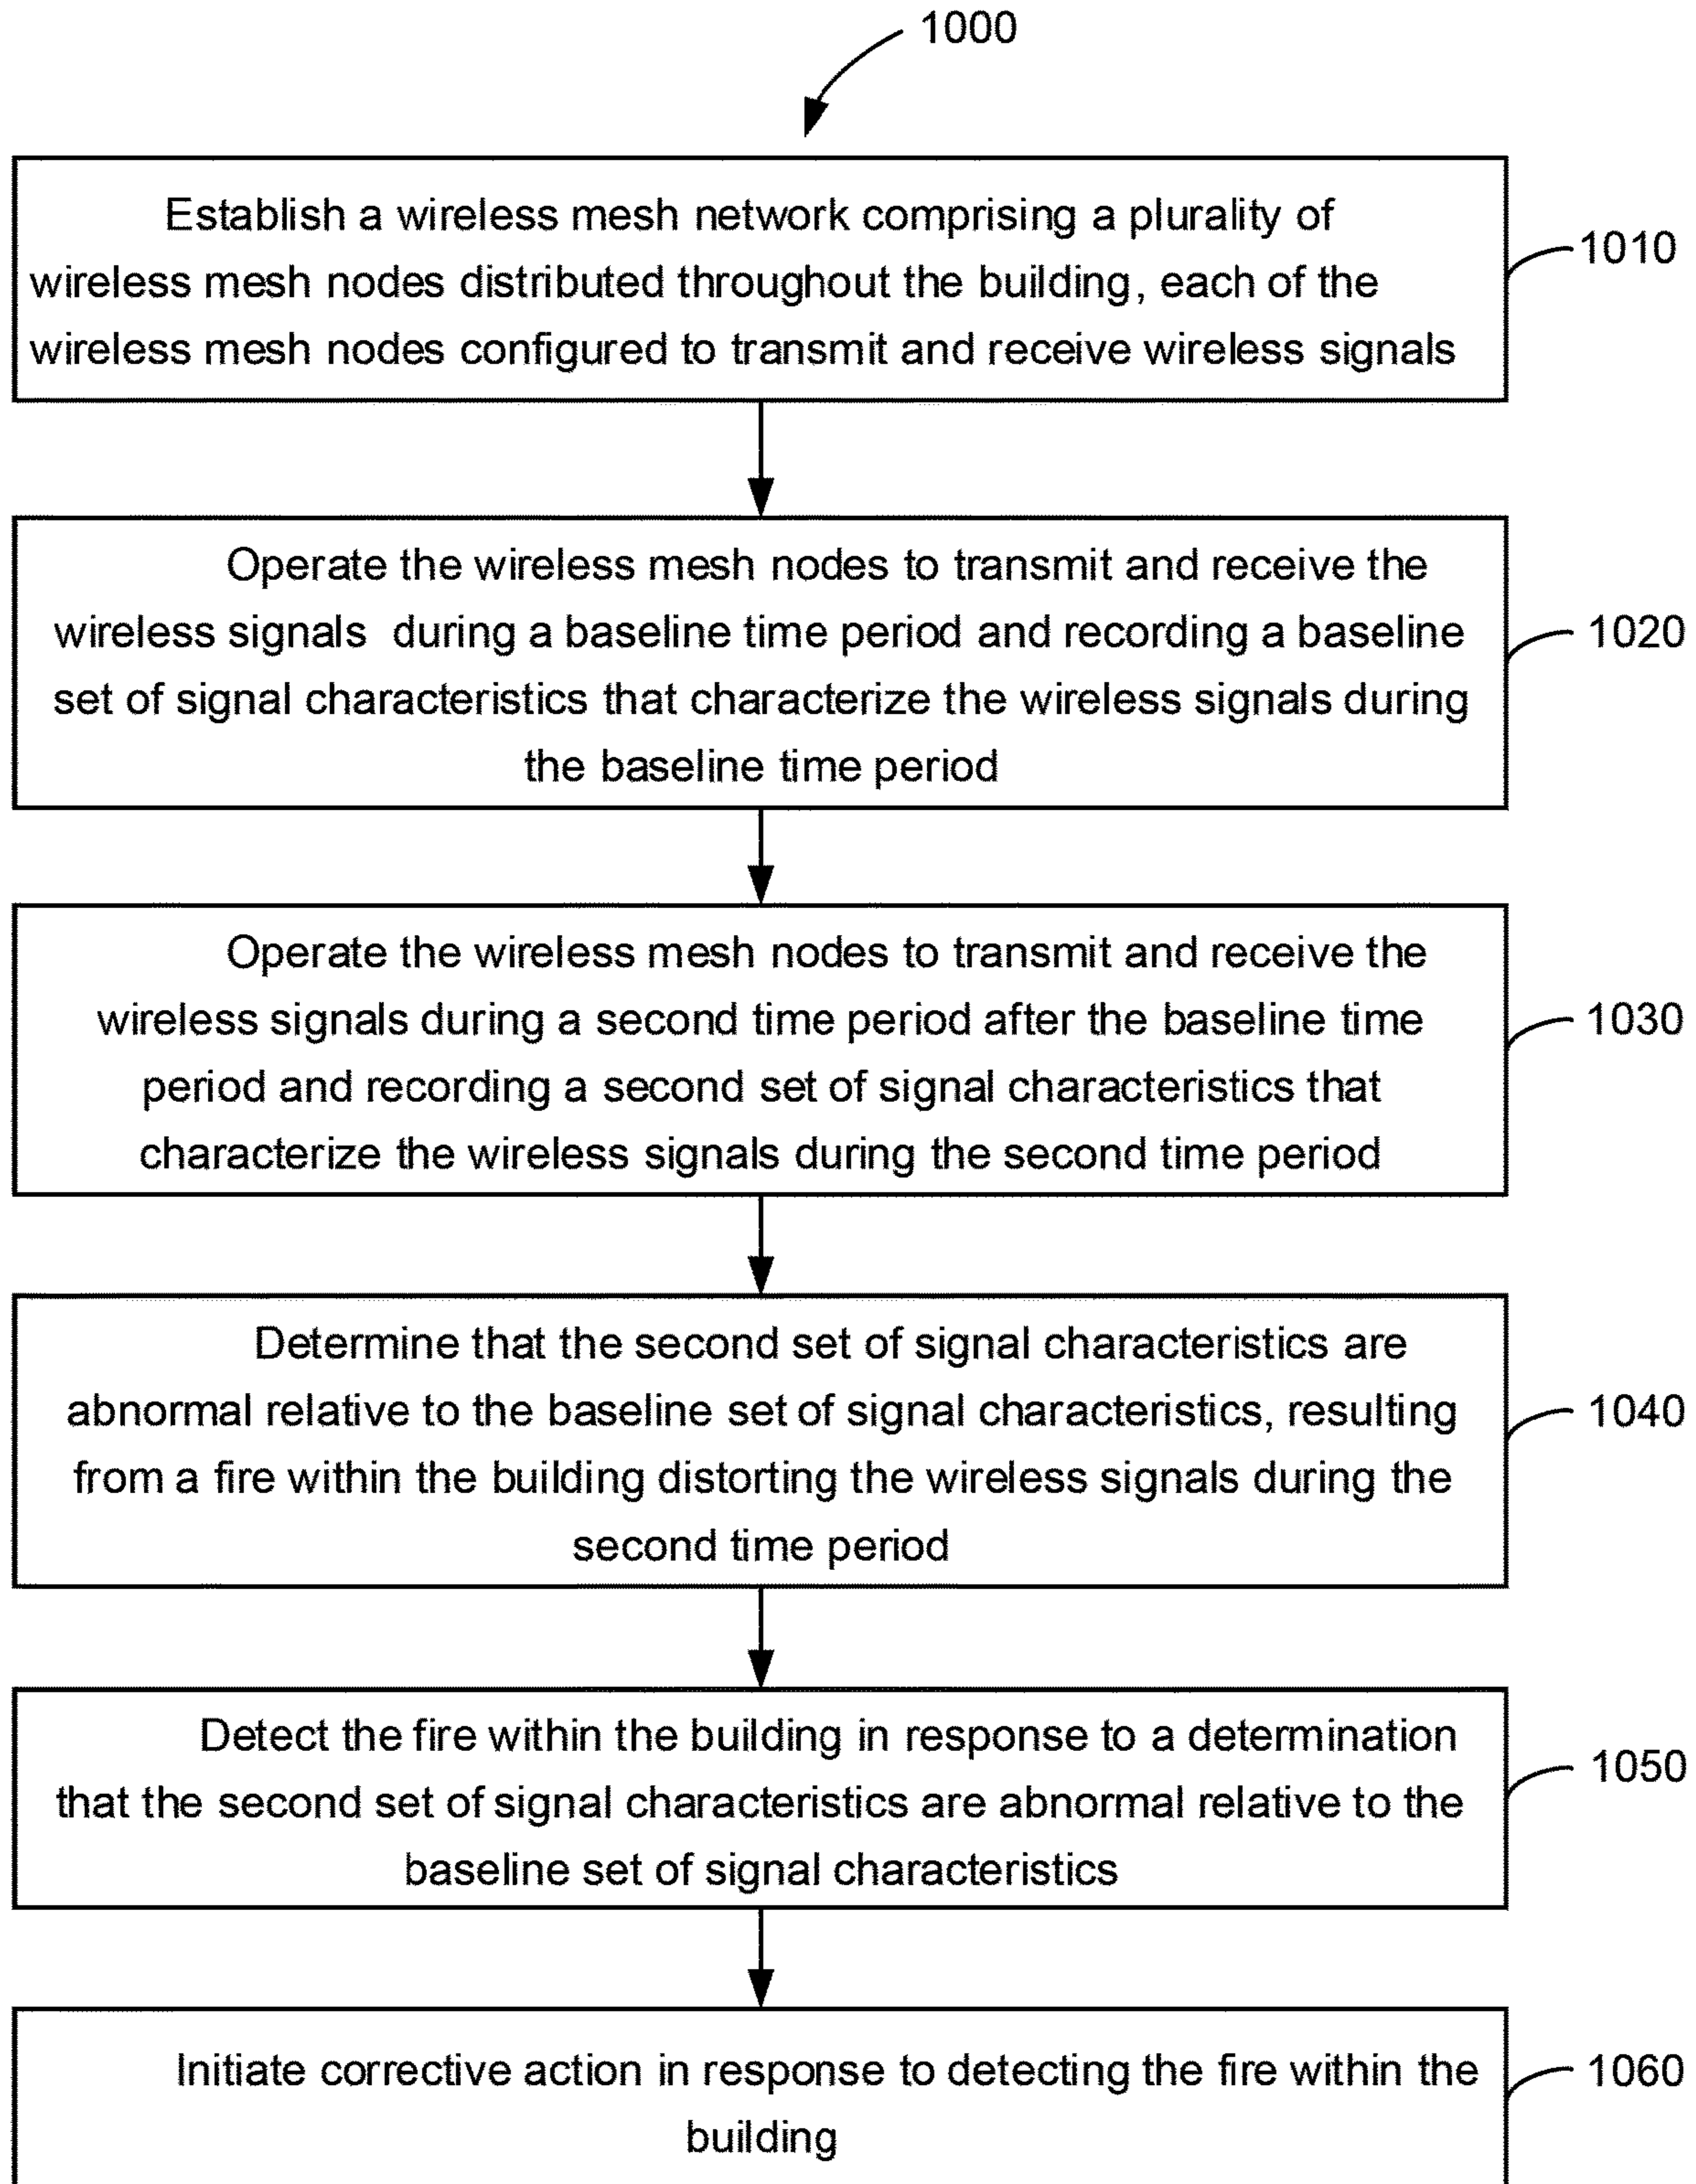 1000
Establish a wireless mesh network comprising a plurality of
wireless mesh nodes distributed throughout the building, each of the
wireless mesh nodes configured to transmit and receive wireless signals
1010
Operate the wireless mesh nodes to transmit and receive the
wireless signals during a baseline time period and recording a baseline
set of signal characteristics that characterize the wireless signals during
the baseline time period
1020
Operate the wireless mesh nodes to transmit and receive the
wireless signals during a second time period after the baseline time
period and recording a second set of signal characteristics that
characterize the wireless signals during the second time period
1030
Determine that the second set of signal characteristics are
abnormal relative to the baseline set of signal characteristics, resulting
from a fire within the building distorting the wireless signals during the
second time period
1040
Detect the fire within the building in response to a determination
that the second set of signal characteristics are abnormal relative to the
baseline set of signal characteristics
1050
Initiate corrective action in response to detecting the fire within the
building
1060